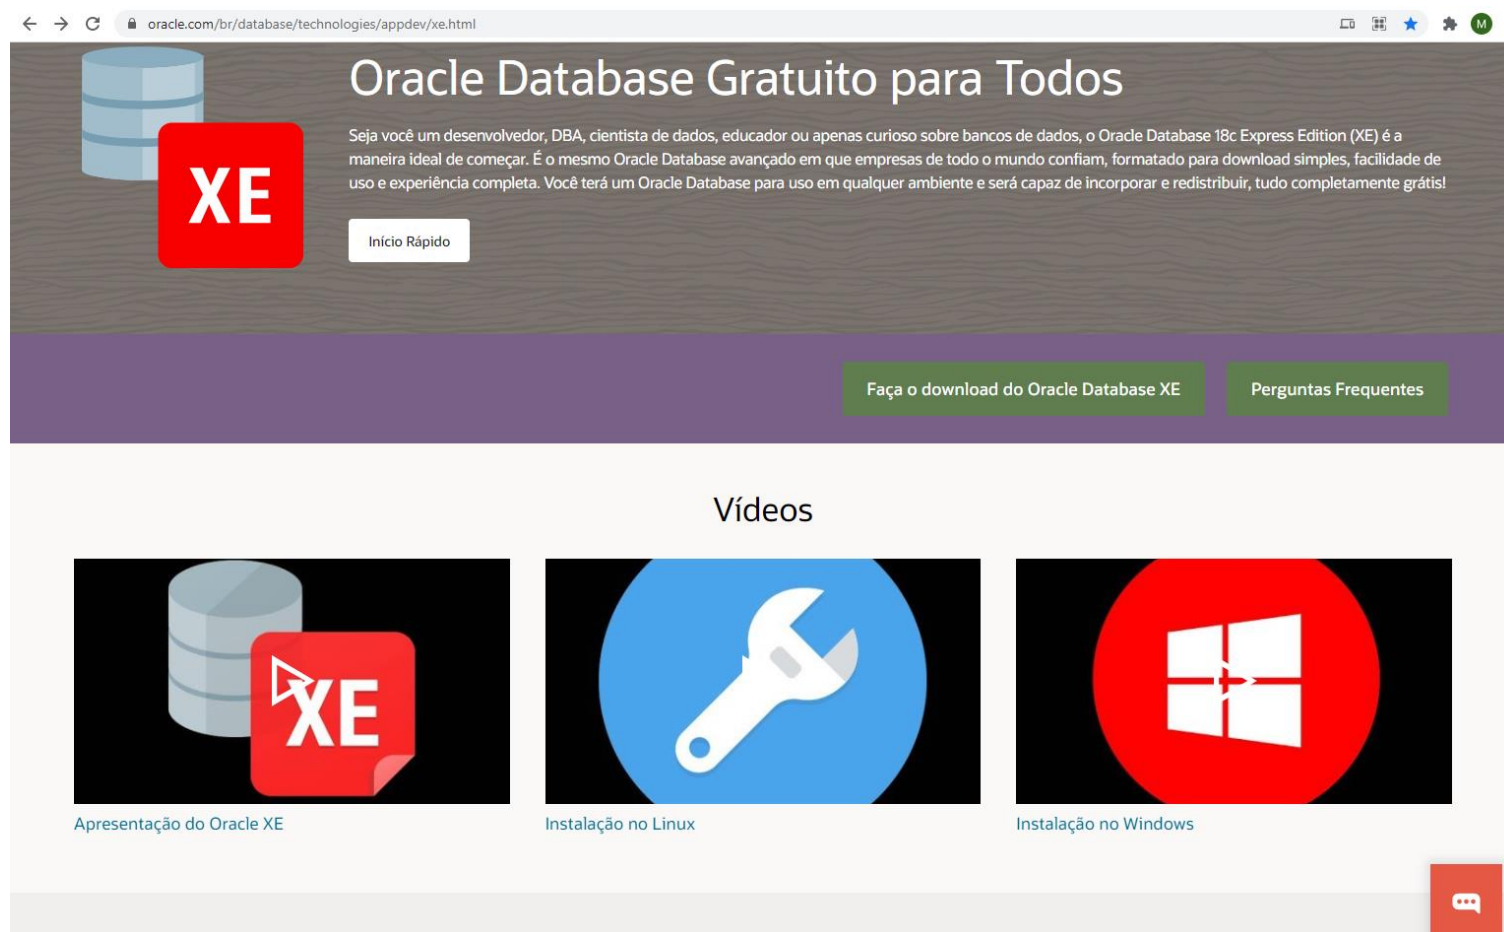 oracle.com/br/database/technologies/appdev/xe.html
M
Oracle Database Gratuito para Todos
Seja você um desenvolvedor, DBA, cientista de dados, educador ou apenas curioso sobre bancos de dados, o Oracle Database 18c Express Edition (XE) é a
maneira ideal de começar. É o mesmo Oracle Database avançado em que empresas de todo o mundo confiam, formatado para download simples, facilidade de
uso e experiência completa. Você terá um Oracle Database para uso em qualquer ambiente e será capaz de incorporar e redistribuir, tudo completamente grátis!
XE
Início Rápido
Faça o download do Oracle Database XE
Perguntas Frequentes
Vídeos
XE
Apresentação do Oracle XE
Instalação no Linux
Instalação no Windows